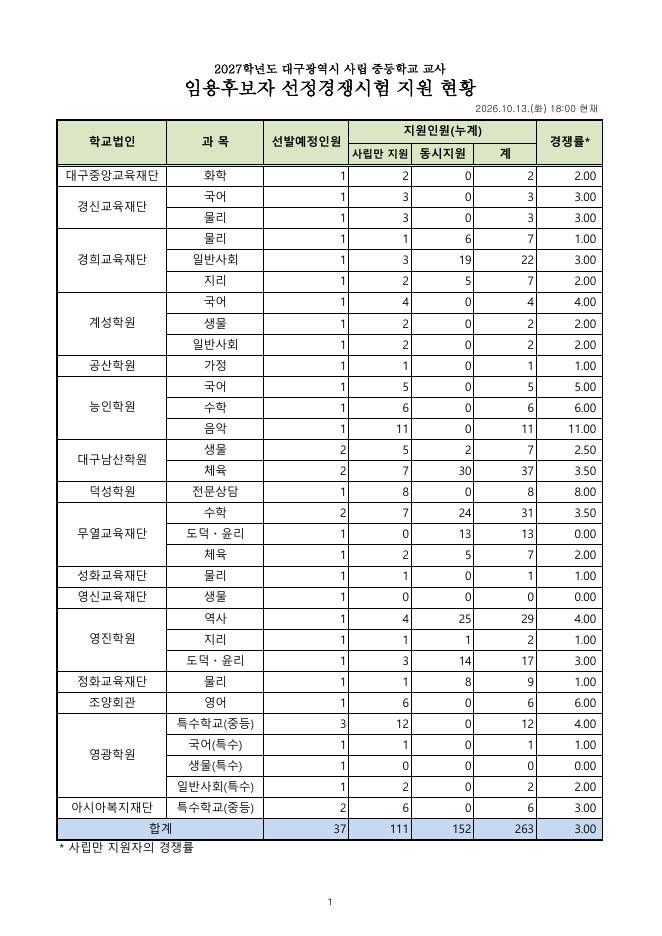 2027학년도 대구광역시 사립 중등학교 교사
임용후보자 선정경쟁시험 지원 현황
2026.10.13.(화) 18:00 현재
학교법인 과 목 선발예정인원 지원인원(누계) 경쟁률*
사립만 지원 동시지원 계
대구중앙교육재단 화학 1 2 0 2 2.00
경신교육재단 국어 1 3 0 3 3.00
물리 1 3 0 3 3.00
경희교육재단 물리 1 1 6 7 1.00
일반사회 1 3 19 22 3.00
지리 1 2 5 7 2.00
계성학원 국어 1 4 0 4 4.00
생물 1 2 0 2 2.00
일반사회 1 2 0 2 2.00
공산학원 가정 1 1 0 1 1.00
능인학원 국어 1 5 0 5 5.00
수학 1 6 0 6 6.00
음악 1 11 0 11 11.00
대구남산학원 생물 2 5 2 7 2.50
체육 2 7 30 37 3.50
덕성학원 전문상담 1 8 0 8 8.00
무열교육재단 수학 2 7 24 31 3.50
도덕·윤리 1 0 13 13 0.00
체육 1 2 5 7 2.00
성화교육재단 물리 1 1 0 1 1.00
영신교육재단 생물 1 0 0 0 0.00
영진학원 역사 1 4 25 29 4.00
지리 1 1 1 2 1.00
도덕·윤리 1 3 14 17 3.00
정화교육재단 물리 1 1 8 9 1.00
조양회관 영어 1 6 0 6 6.00
영광학원 특수학교(중등) 3 12 0 12 4.00
국어(특수) 1 1 0 1 1.00
생물(특수) 1 0 0 0 0.00
일반사회(특수) 1 2 0 2 2.00
아시아복지재단 특수학교(중등) 2 6 0 6 3.00
합계 37 111 152 263 3.00
* 사립만 지원자의 경쟁률
1